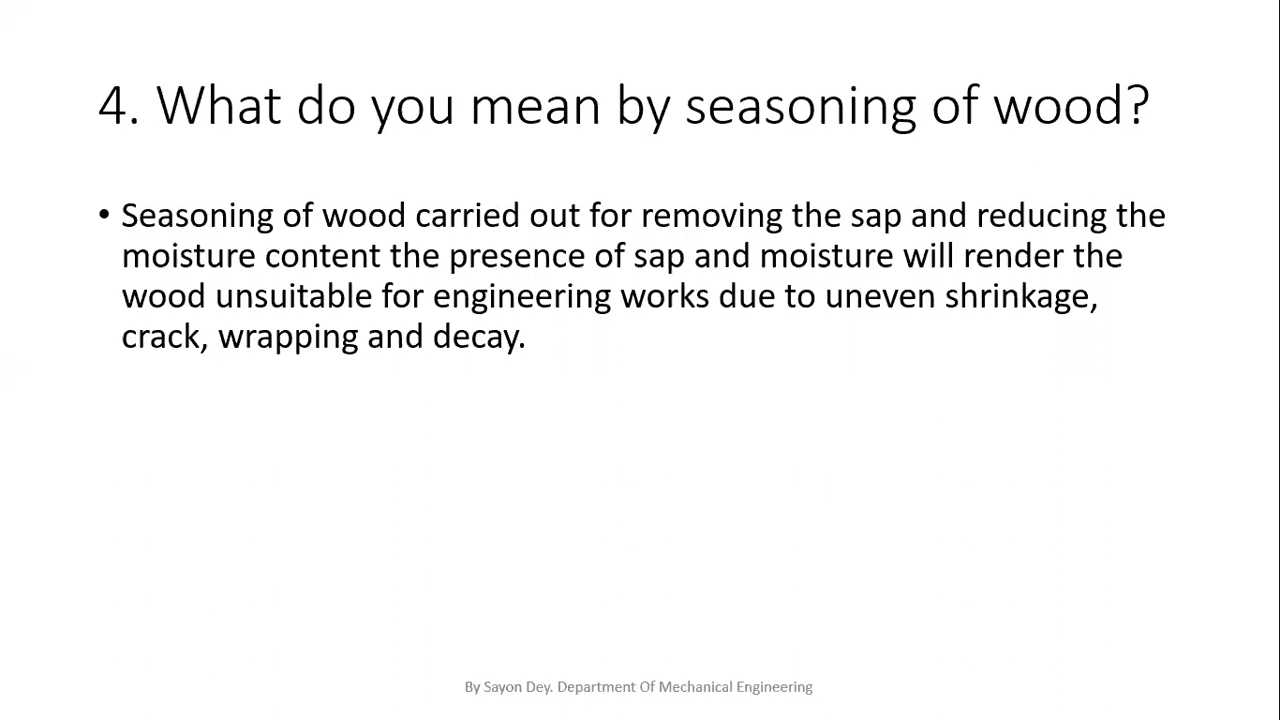 4. What do you mean by seasoning of wood?
• Seasoning of wood carried out for removing the sap and reducing the
moisture content the presence of sap and moisture will render the
wood unsuitable for engineering works due to uneven shrinkage,
crack, wrapping and decay.
By Sayon Dey. Department Of Mechanical Engineering